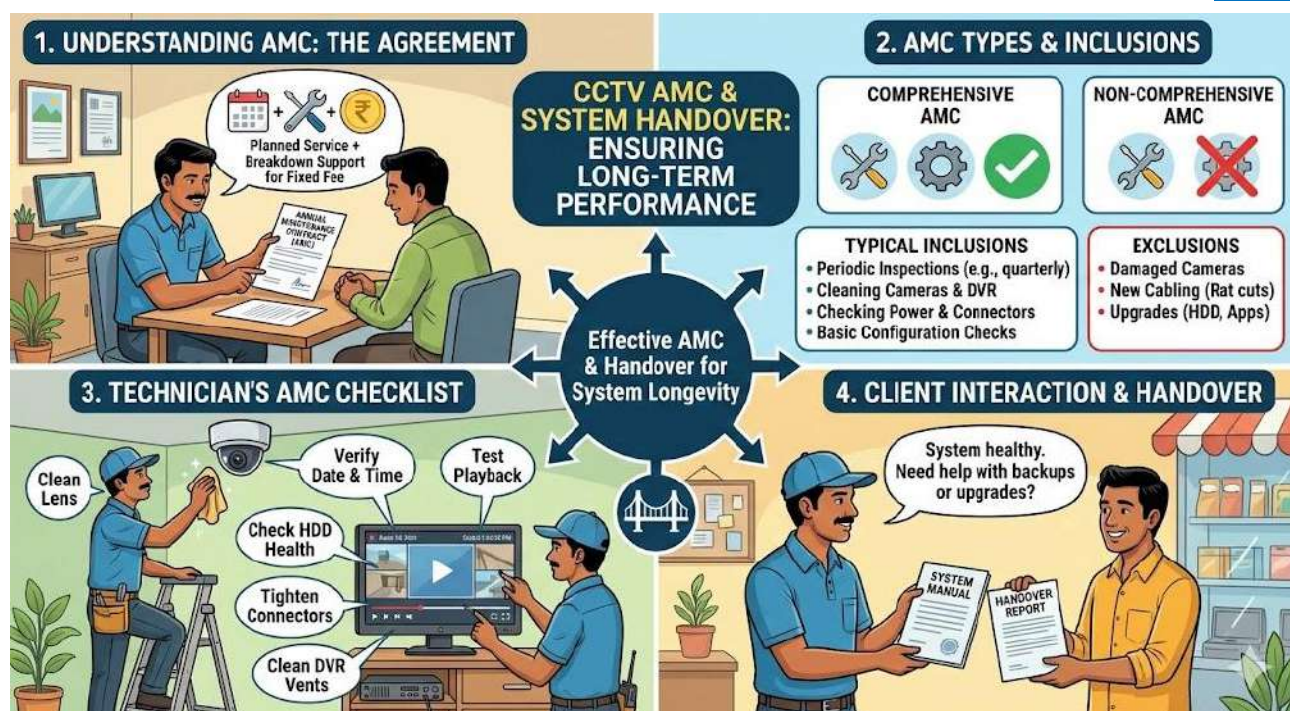 1. UNDERSTANDING AMC: THE AGREEMENT
Planned Service +
Breakdown Support
for Fixed Fee
ANNUAL
CONTRACT
(AMC)
CCTV AMC &
SYSTEM HANDOVER:
ENSURING
LONG-TERM
PERFORMANCE
2. AMC TYPES & INCLUSIONS
COMPREHENSIVE
AMC
NON-COMPREHENSIVE
AMC
TYPICAL INCLUSIONS
• Periodic Inspections (e.g., quarterly)
• Cleaning Cameras & DVR
• Checking Power & Connectors
• Basic Configuration Checks
EXCLUSIONS
• Damaged Cameras
• New Cabling (Rat cuts)
• Upgrades (HDD, Apps)
Effective AMC
& Handover for
System Longevity
3. TECHNICIAN'S AMC CHECKLIST
Clean
Lens
Verify
Date & Time
Test
Playback
Check HDD
Health
Tighten
Connectors
Clean DVR
Vents
4. CLIENT INTERACTION & HANDOVER
System healthy.
Need help with backups
or upgrades?
SYSTEM
MANUAL
HANDOVER
REPORT